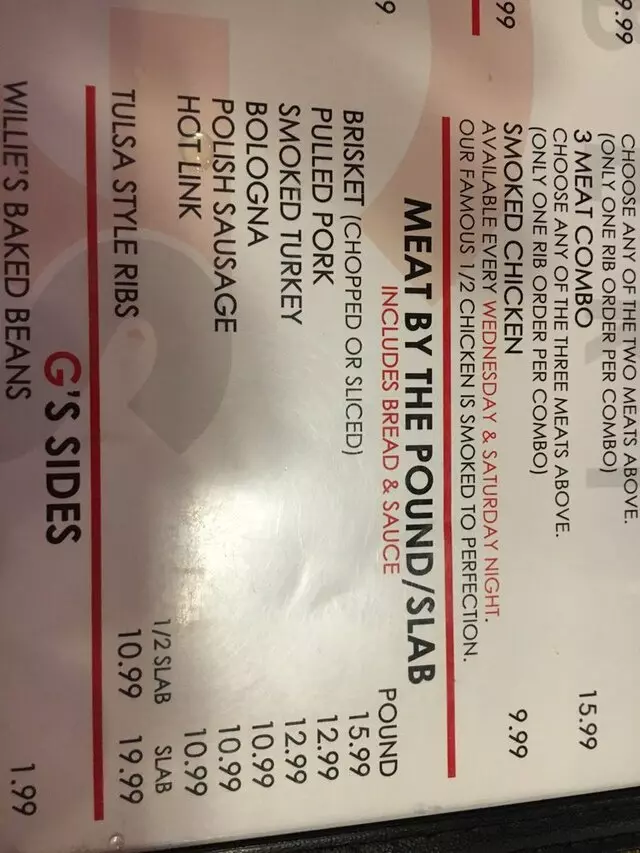 9.99
CHOOSE ANY OF THE TWO MEATS ABOVE.
(ONLY ONE RIB ORDER PER COMBO)
3 MEAT COMBO 15.99
CHOOSE ANY OF THE THREE MEATS ABOVE.
(ONLY ONE RIB ORDER PER COMBO)
.99 SMOKED CHICKEN 9.99
AVAILABLE EVERY WEDNESDAY & SATURDAY NIGHT.
OUR FAMOUS 1/2 CHICKEN IS SMOKED TO PERFECTION.
MEAT BY THE POUND/SLAB
INCLUDES BREAD & SAUCE POUND
BRISKET (CHOPPED OR SLICED) 15.99
PULLED PORK 12.99
SMOKED TURKEY 12.99
BOLOGNA 10.99
POLISH SAUSAGE 10.99
HOT LINK 10.99
1/2 SLAB SLAB
TULSA STYLE RIBS 10.99 19.99
G'S SIDES
WILLIE'S BAKED BEANS 1.99